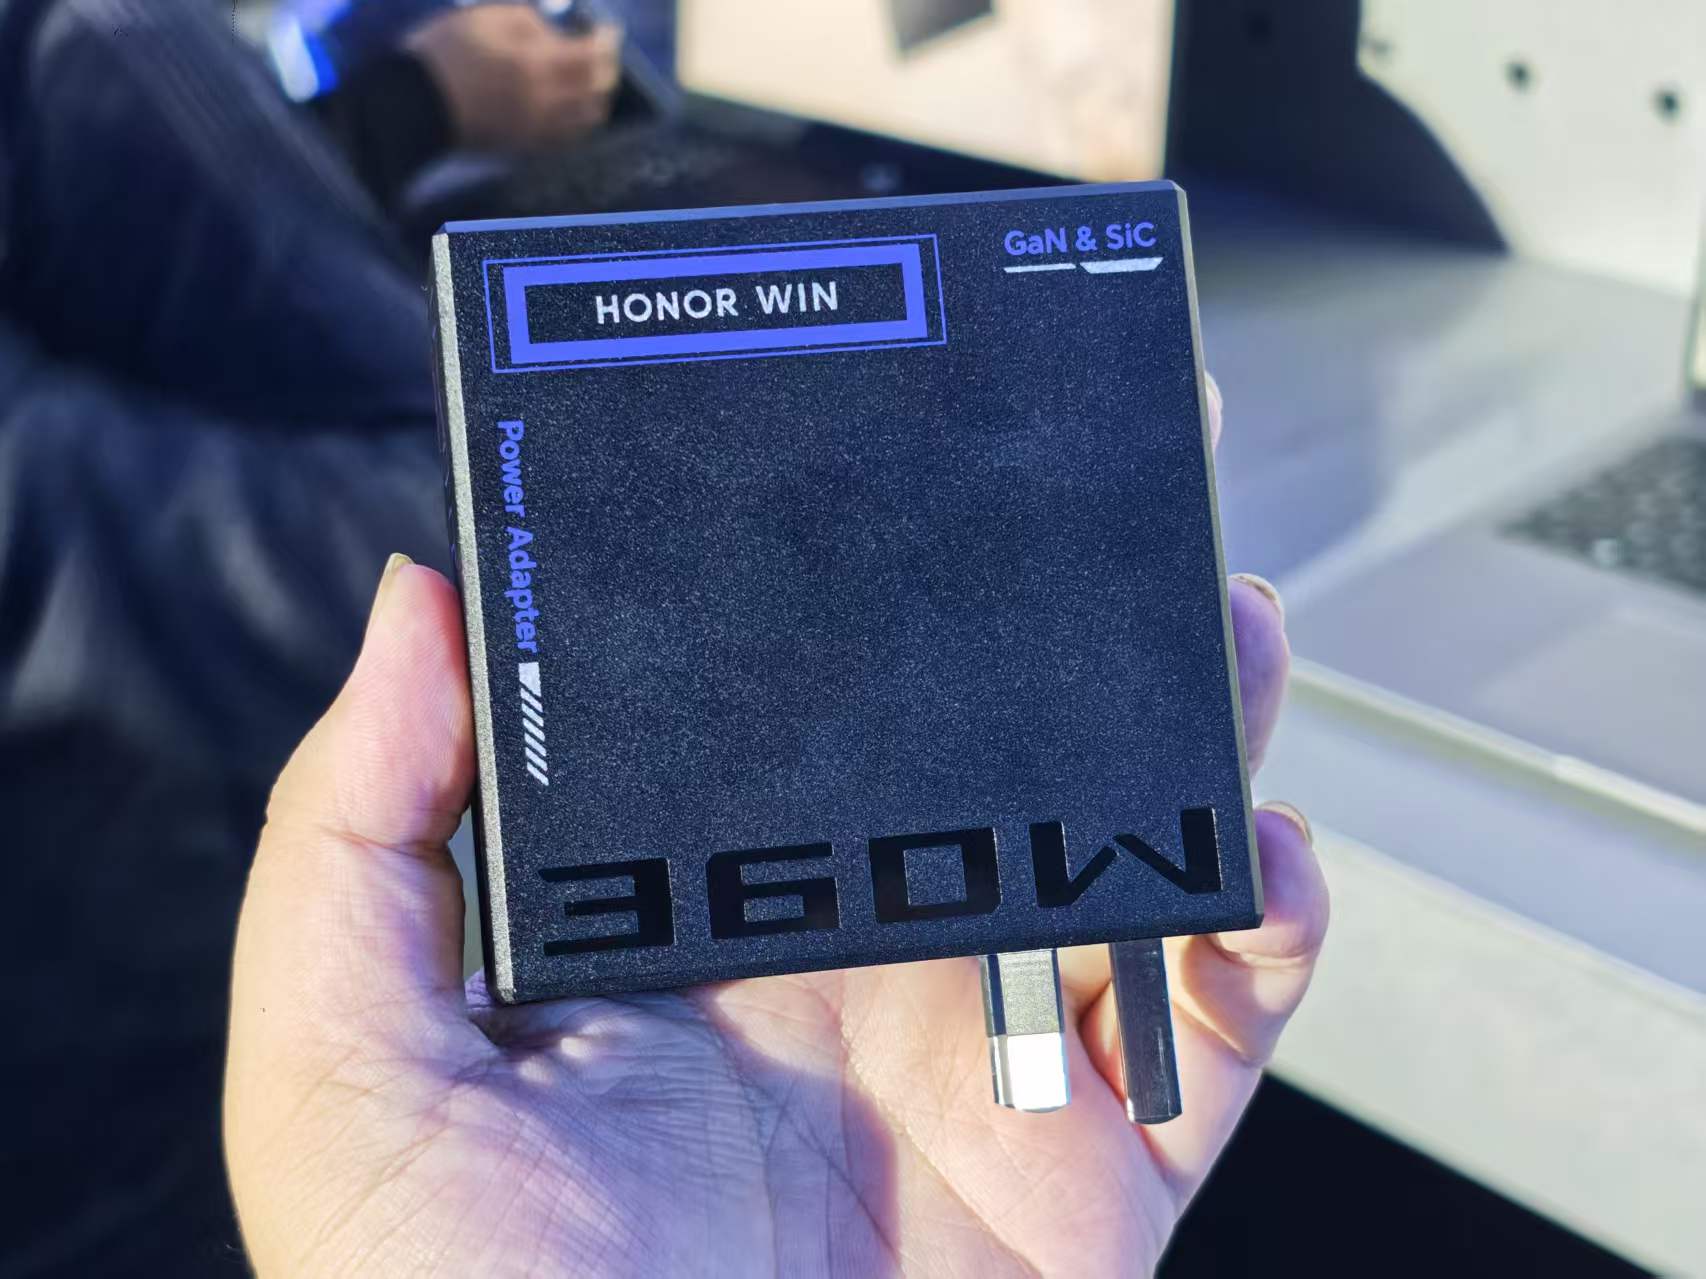 HONOR WIN
GaN & SiC
Power Adapter
360W